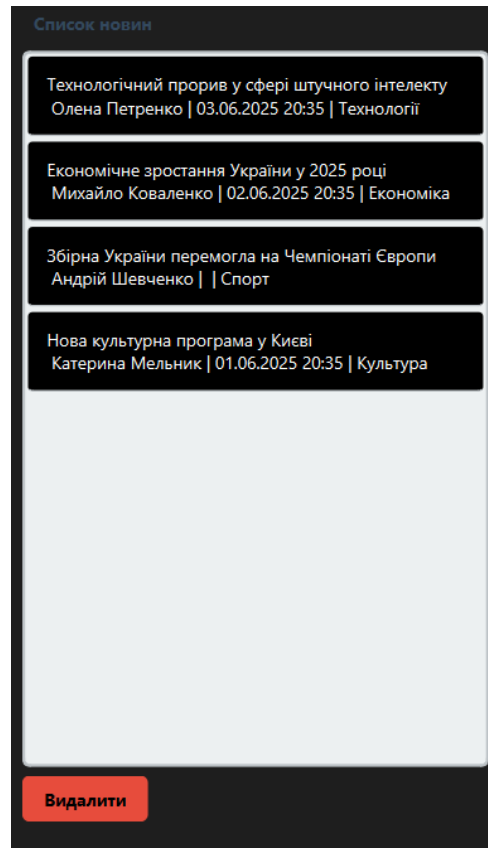 Список новин
Технологічний прорив у сфері штучного інтелекту
Олена Петренко | 03.06.2025 20:35 | Технології
Економічне зростання України у 2025 році
Михайло Коваленко | 02.06.2025 20:35 | Економіка
Збірна України перемогла на Чемпіонаті Європи
Андрій Шевченко |  | Спорт
Нова культурна програма у Києві
Катерина Мельник | 01.06.2025 20:35 | Культура
Видалити